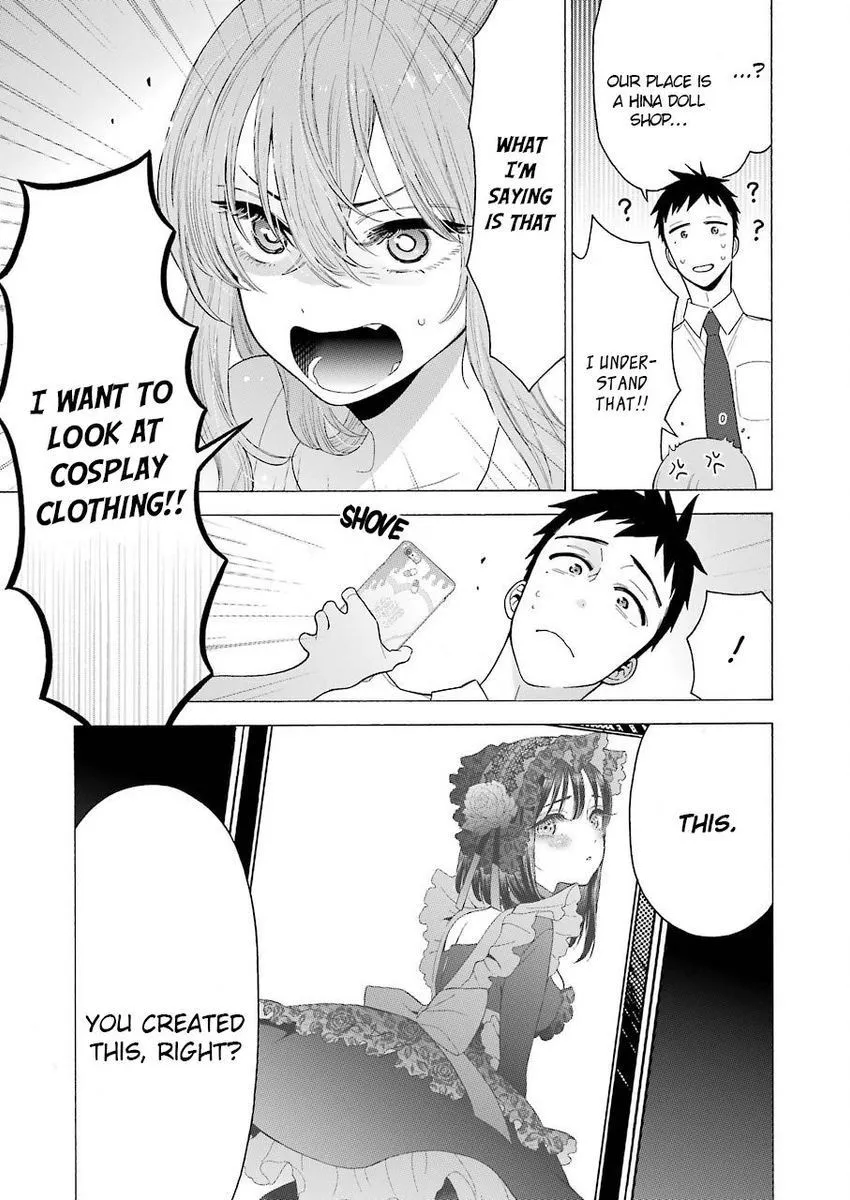 ...?
OUR PLACE IS
A HINA DOLL
SHOP...
?
?
?
I UNDER-
STAND
THAT!!
WHAT
I'M
SAYING
IS THAT
I WANT TO
LOOK AT
COSPLAY
CLOTHING!!
SHOVE
!
THIS.
YOU CREATED
THIS, RIGHT?